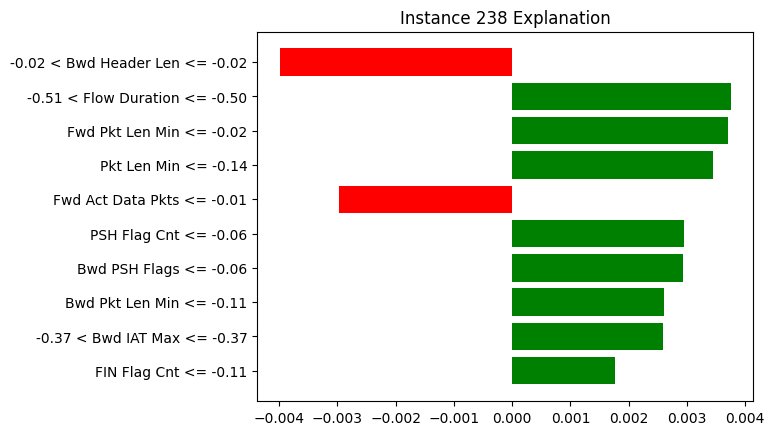 Instance 238 Explanation
-0.02 < Bwd Header Len <= -0.02
-0.51 < Flow Duration <= -0.50
Fwd Pkt Len Min <= -0.02
Pkt Len Min <= -0.14
Fwd Act Data Pkts <= -0.01
PSH Flag Cnt <= -0.06
Bwd PSH Flags <= -0.06
Bwd Pkt Len Min <= -0.11
-0.37 < Bwd IAT Max <= -0.37
FIN Flag Cnt <= -0.11
−0.004 −0.003 −0.002 −0.001 0.000 0.001 0.002 0.003 0.004